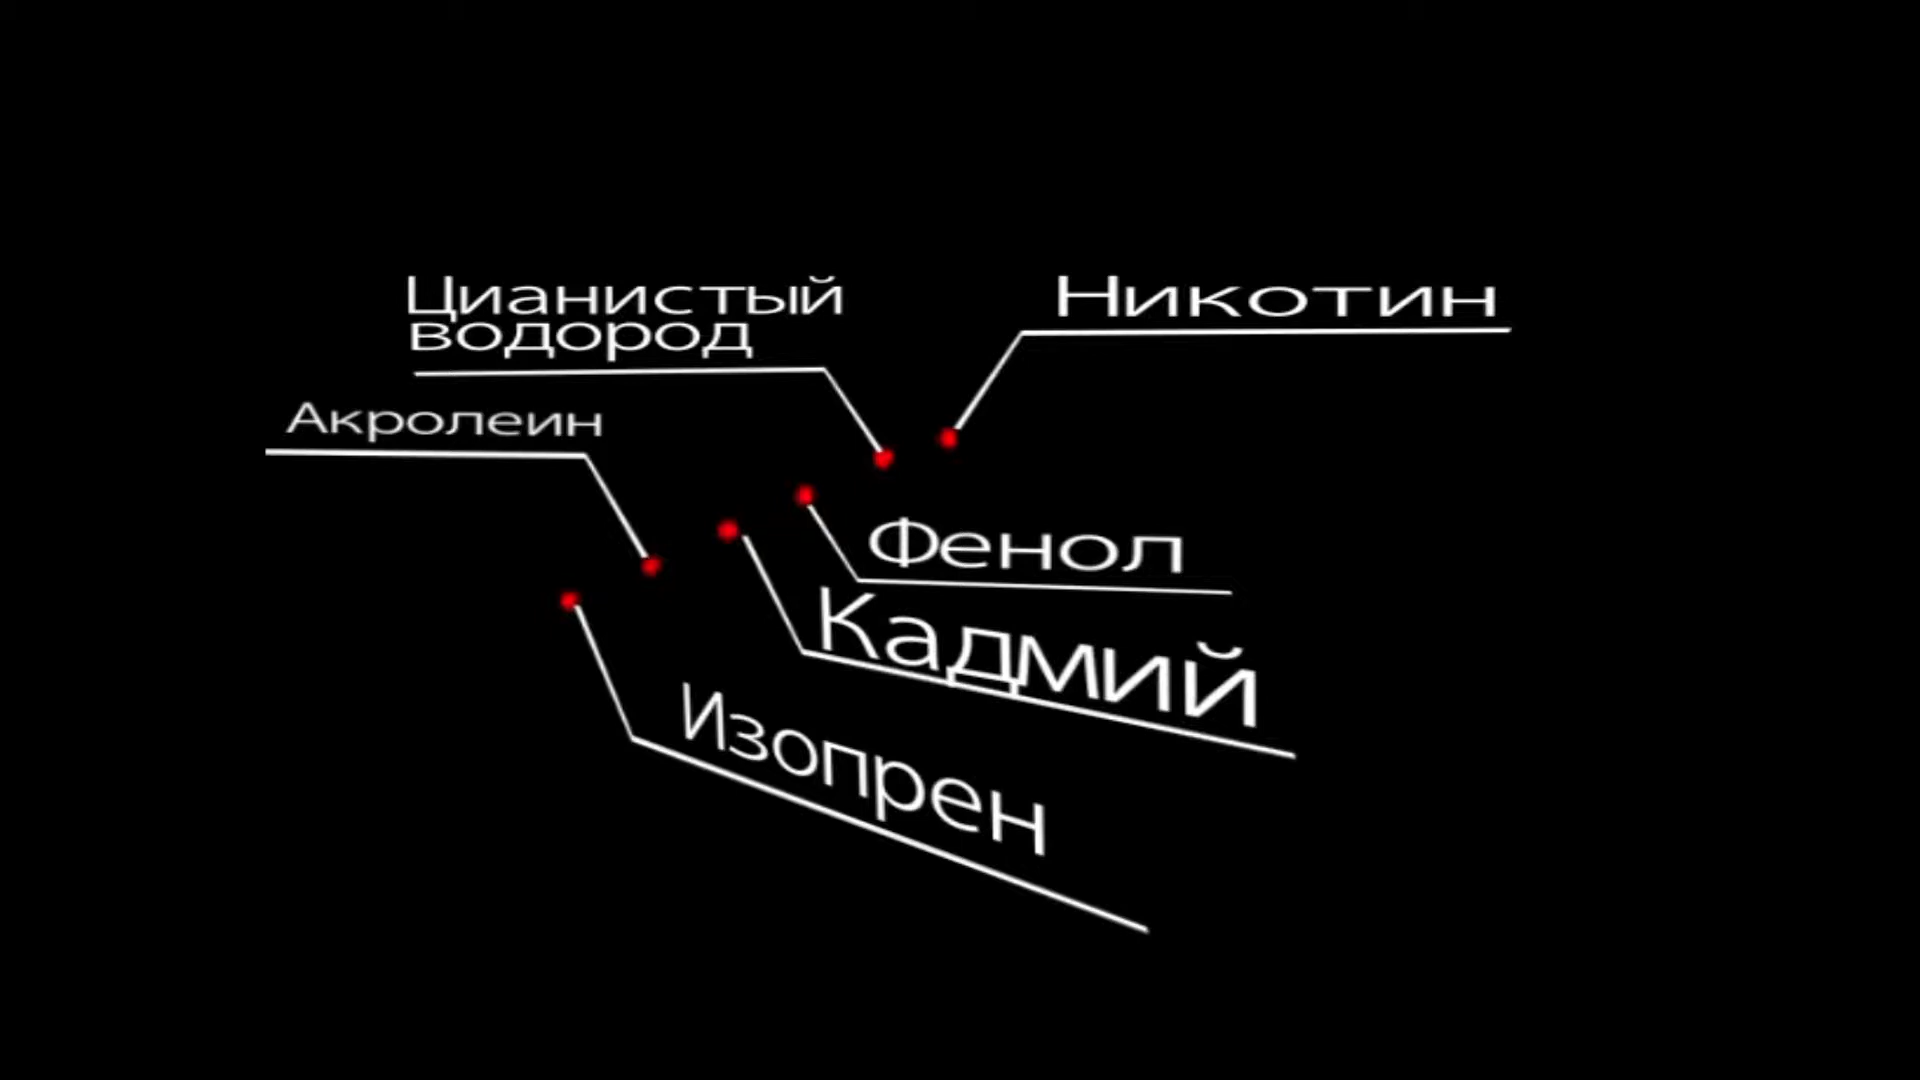 Цианистый
водород
Никотин
Акролеин
Фенол
Кадмий
Изопрен